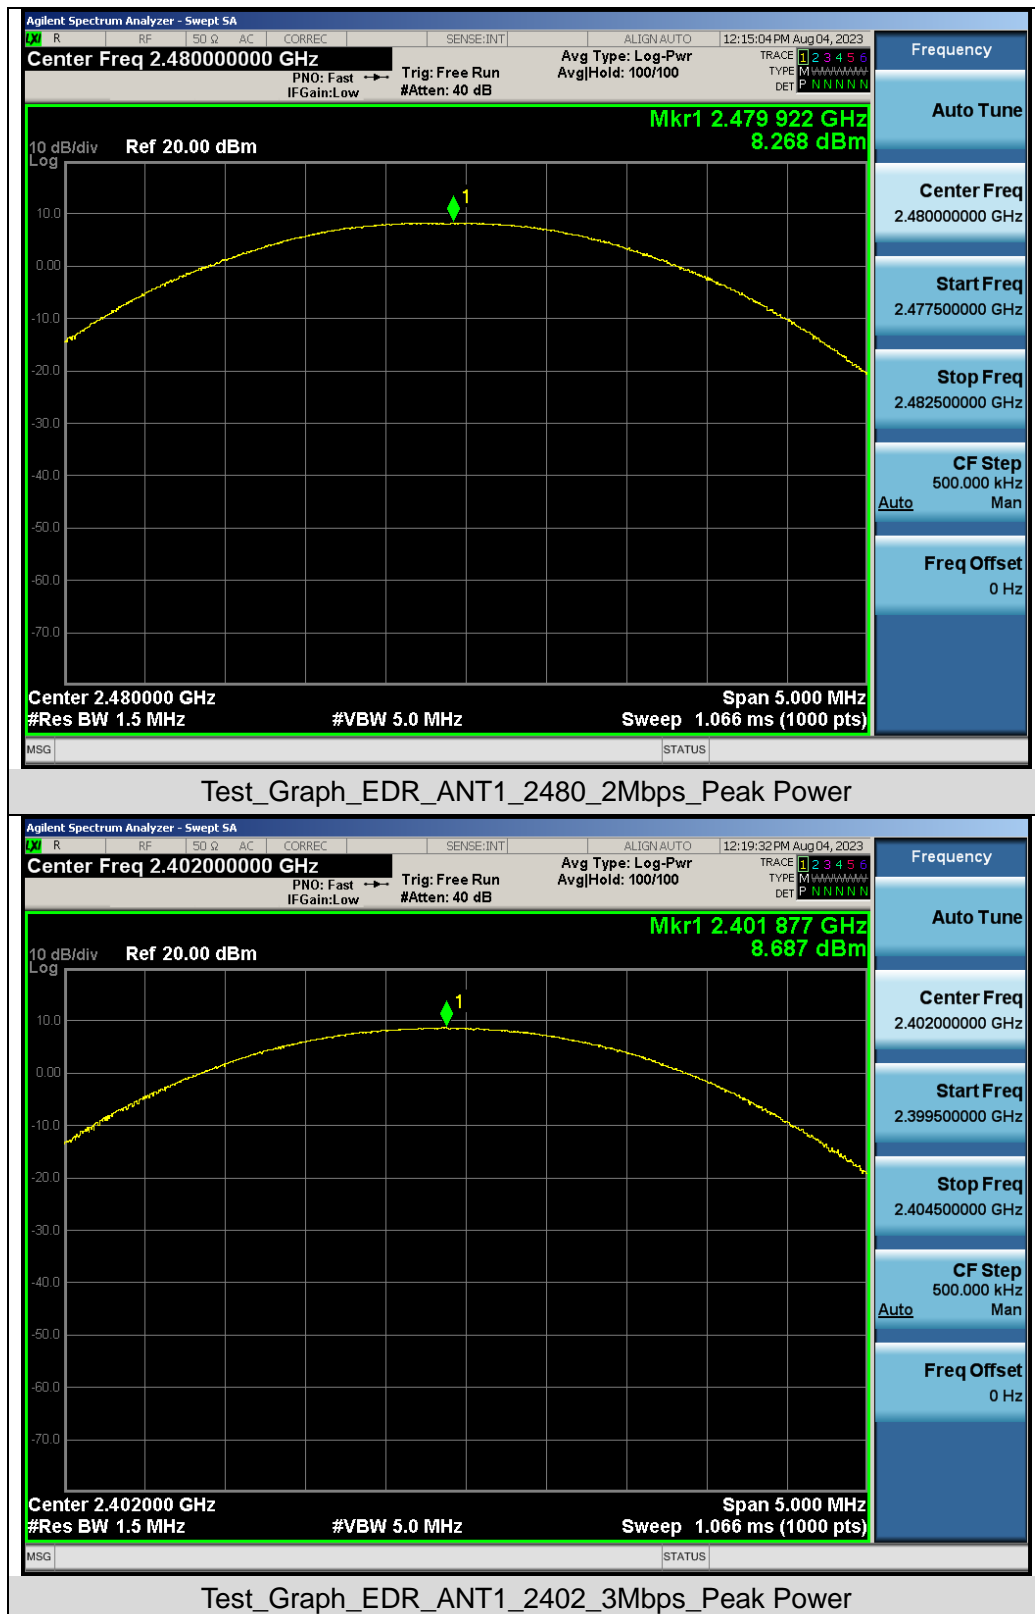 Agilent Spectrum Analyzer - Swept SA
LXI R RF 50 Ω AC CORREC SENSE:INT ALIGN AUTO 12:15:04 PM Aug 04, 2023
Center Freq 2.480000000 GHz
PNO: Fast
IFGain:Low
Trig: Free Run
#Atten: 40 dB
Avg Type: Log-Pwr
Avg|Hold: 100/100
TRACE 1 2 3 4 5 6
TYPE M
DET P N N N N N
Frequency
Mkr1 2.479 922 GHz
8.268 dBm
10 dB/div Ref 20.00 dBm
Log
10.0
0.00
-10.0
-20.0
-30.0
-40.0
-50.0
-60.0
-70.0
1
Center 2.480000 GHz Span 5.000 MHz
#Res BW 1.5 MHz #VBW 5.0 MHz Sweep 1.066 ms (1000 pts)
MSG STATUS
Auto Tune
Center Freq
2.480000000 GHz
Start Freq
2.477500000 GHz
Stop Freq
2.482500000 GHz
CF Step
500.000 kHz
Auto Man
Freq Offset
0 Hz
Test_Graph_EDR_ANT1_2480_2Mbps_Peak Power
Agilent Spectrum Analyzer - Swept SA
LXI R RF 50 Ω AC CORREC SENSE:INT ALIGN AUTO 12:19:32 PM Aug 04, 2023
Center Freq 2.402000000 GHz
PNO: Fast
IFGain:Low
Trig: Free Run
#Atten: 40 dB
Avg Type: Log-Pwr
Avg|Hold: 100/100
TRACE 1 2 3 4 5 6
TYPE M
DET P N N N N N
Frequency
Mkr1 2.401 877 GHz
8.687 dBm
10 dB/div Ref 20.00 dBm
Log
10.0
0.00
-10.0
-20.0
-30.0
-40.0
-50.0
-60.0
-70.0
1
Center 2.402000 GHz Span 5.000 MHz
#Res BW 1.5 MHz #VBW 5.0 MHz Sweep 1.066 ms (1000 pts)
MSG STATUS
Auto Tune
Center Freq
2.402000000 GHz
Start Freq
2.399500000 GHz
Stop Freq
2.404500000 GHz
CF Step
500.000 kHz
Auto Man
Freq Offset
0 Hz
Test_Graph_EDR_ANT1_2402_3Mbps_Peak Power